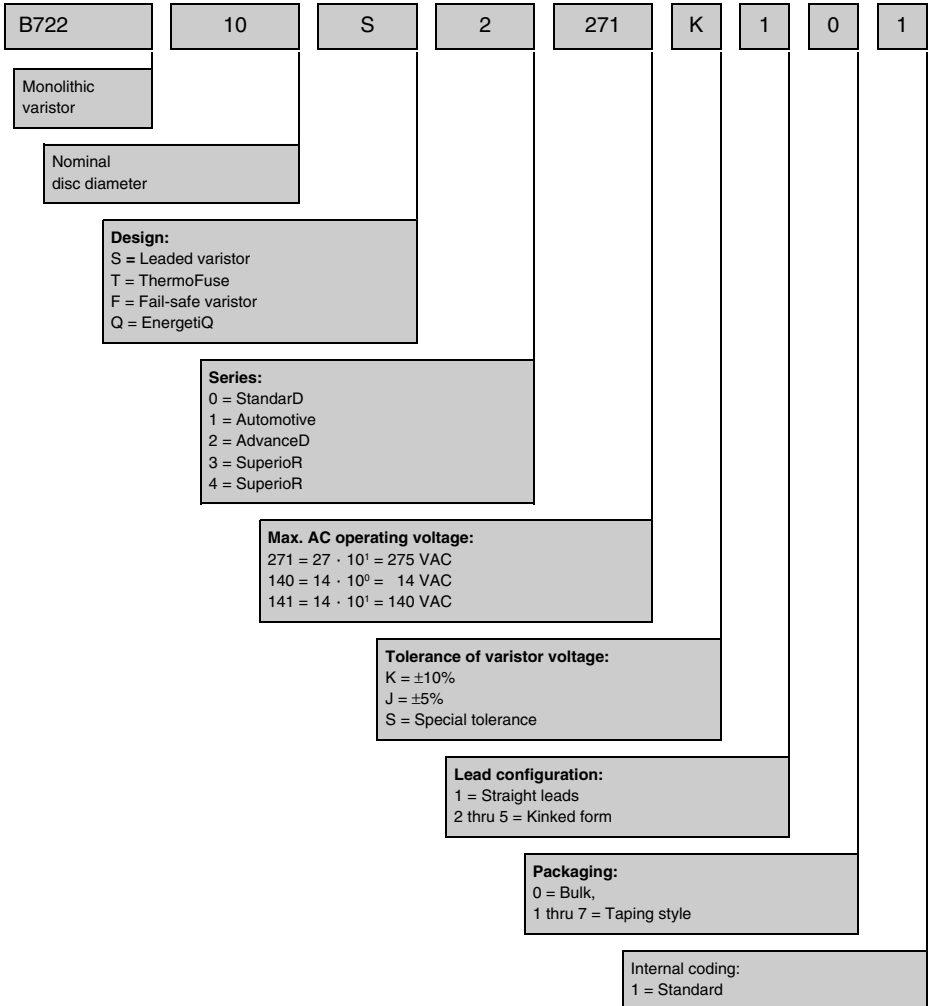 B722 10 S 2 271 K 1 0 1
Monolithic
varistor
Nominal
disc diameter
Design:
S = Leaded varistor
T = ThermoFuse
F = Fail-safe varistor
Q = EnergetiQ
Series:
0 = StandarD
1 = Automotive
2 = AdvanceD
3 = SuperioR
4 = SuperioR
Max. AC operating voltage:
271 = 27 · 10¹ = 275 VAC
140 = 14 · 10⁰ = 14 VAC
141 = 14 · 10¹ = 140 VAC
Tolerance of varistor voltage:
K = ±10%
J = ±5%
S = Special tolerance
Lead configuration:
1 = Straight leads
2 thru 5 = Kinked form
Packaging:
0 = Bulk,
1 thru 7 = Taping style
Internal coding:
1 = Standard